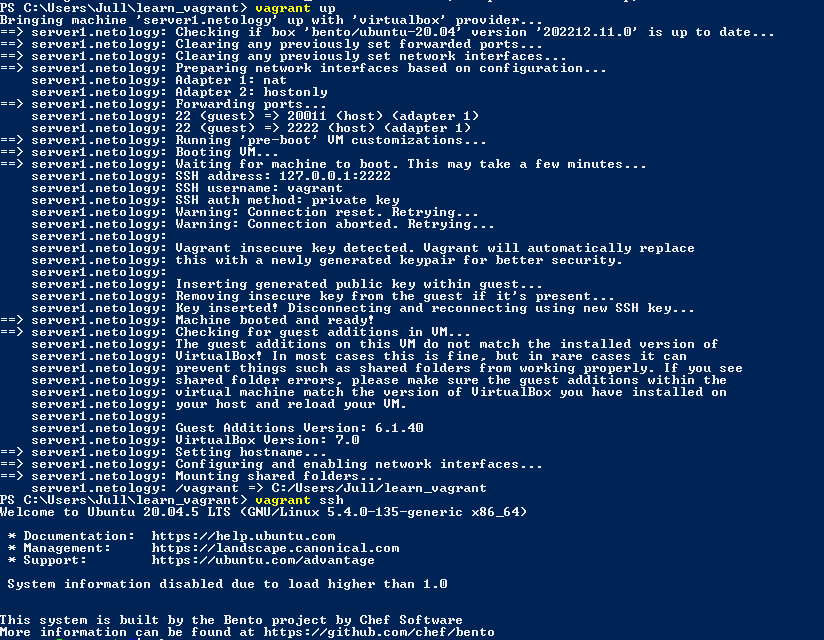 PS C:\Users\Jull\learn_vagrant> vagrant up
Bringing machine 'server1.netology' up with 'virtualbox' provider...
==> server1.netology: Checking if box 'bento/ubuntu-20.04' version '202212.11.0' is up to date...
==> server1.netology: Clearing any previously set forwarded ports...
==> server1.netology: Clearing any previously set network interfaces...
==> server1.netology: Preparing network interfaces based on configuration...
    server1.netology: Adapter 1: nat
    server1.netology: Adapter 2: hostonly
==> server1.netology: Forwarding ports...
    server1.netology: 22 (guest) => 20011 (host) (adapter 1)
    server1.netology: 22 (guest) => 2222 (host) (adapter 1)
==> server1.netology: Running 'pre-boot' VM customizations...
==> server1.netology: Booting VM...
==> server1.netology: Waiting for machine to boot. This may take a few minutes...
    server1.netology: SSH address: 127.0.0.1:2222
    server1.netology: SSH username: vagrant
    server1.netology: SSH auth method: private key
    server1.netology: Warning: Connection reset. Retrying...
    server1.netology: Warning: Connection aborted. Retrying...
    server1.netology:
    server1.netology: Vagrant insecure key detected. Vagrant will automatically replace
    server1.netology: this with a newly generated keypair for better security.
    server1.netology:
    server1.netology: Inserting generated public key within guest...
    server1.netology: Removing insecure key from the guest if it's present...
    server1.netology: Key inserted! Disconnecting and reconnecting using new SSH key...
==> server1.netology: Machine booted and ready!
==> server1.netology: Checking for guest additions in VM...
    server1.netology: The guest additions on this VM do not match the installed version of
    server1.netology: VirtualBox! In most cases this is fine, but in rare cases it can
    server1.netology: prevent things such as shared folders from working properly. If you see
    server1.netology: shared folder errors, please make sure the guest additions within the
    server1.netology: virtual machine match the version of VirtualBox you have installed on
    server1.netology: your host and reload your VM.
    server1.netology:
    server1.netology: Guest Additions Version: 6.1.40
    server1.netology: VirtualBox Version: 7.0
==> server1.netology: Setting hostname...
==> server1.netology: Configuring and enabling network interfaces...
==> server1.netology: Mounting shared folders...
    server1.netology: /vagrant => C:/Users/Jull/learn_vagrant
PS C:\Users\Jull\learn_vagrant> vagrant ssh
Welcome to Ubuntu 20.04.5 LTS (GNU/Linux 5.4.0-135-generic x86_64)
 * Documentation:  https://help.ubuntu.com
 * Management:     https://landscape.canonical.com
 * Support:        https://ubuntu.com/advantage
 System information disabled due to load higher than 1.0
This system is built by the Bento project by Chef Software
More information can be found at https://github.com/chef/bento